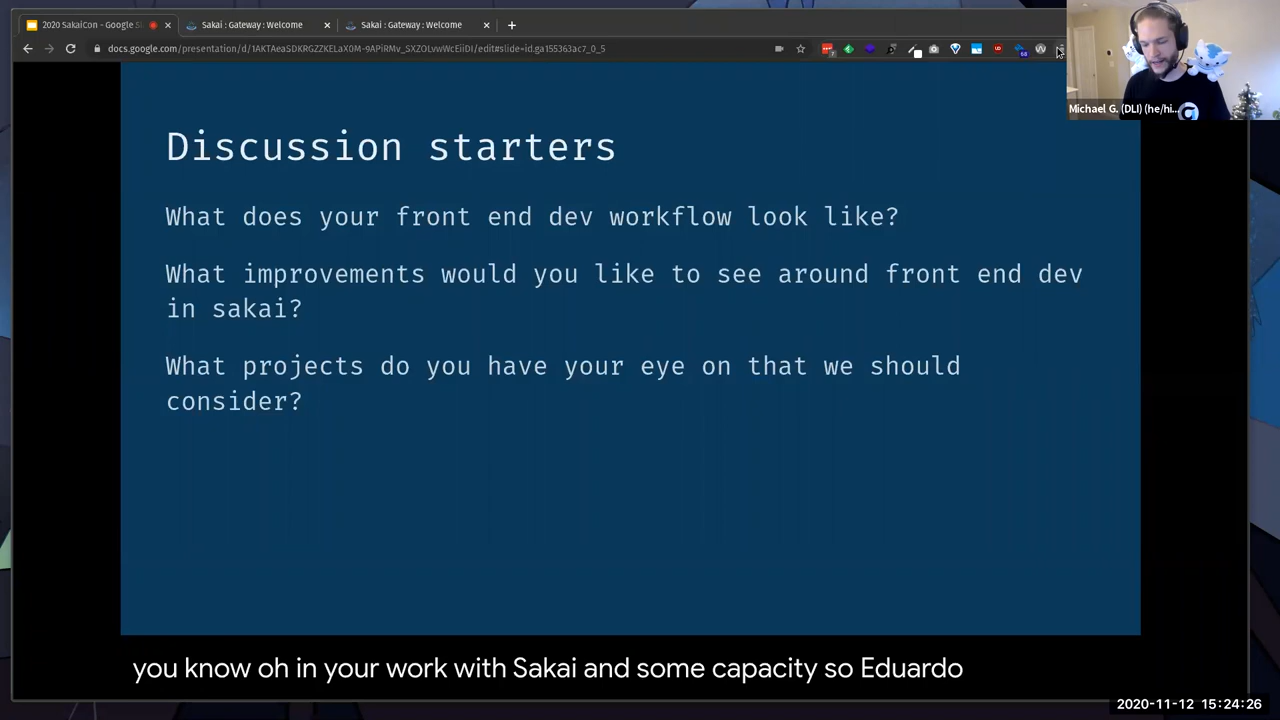 2020 SakaiCon - Google Sl
Sakai : Gateway : Welcome
Sakai : Gateway : Welcome
Michael G. (DLI) (he/hi...
Discussion starters
What does your front end dev workflow look like?
What improvements would you like to see around front end dev
in sakai?
What projects do you have your eye on that we should
consider?
you know oh in your work with Sakai and some capacity so Eduardo
2020-11-12 15:24:26